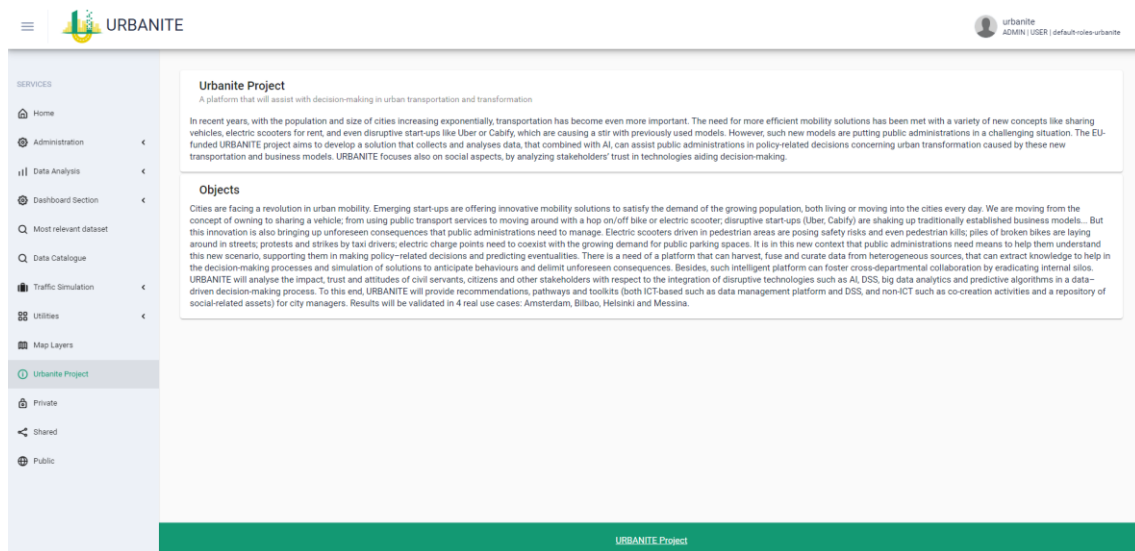 URBANITE
urbanite
ADMIN | USER | default-roles-urbanite
SERVICES
Home
Administration
Data Analysis
Dashboard Section
Most relevant dataset
Data Catalogue
Traffic Simulation
Utilities
Map Layers
Urbanite Project
Private
Shared
Public
Urbanite Project
A platform that will assist with decision-making in urban transportation and transformation
In recent years, with the population and size of cities increasing exponentially, transportation has become even more important. The need for more efficient mobility solutions has been met with a variety of new concepts like sharing
vehicles, electric scooters for rent, and even disruptive start-ups like Uber or Cabify, which are causing a stir with previously used models. However, such new models are putting public administrations in a challenging situation. The EU-
funded URBANITE project aims to develop a solution that collects and analyses data, that combined with AI, can assist public administrations in policy-related decisions concerning urban transformation caused by these new
transportation and business models. URBANITE focuses also on social aspects, by analyzing stakeholders' trust in technologies aiding decision-making.
Objects
Cities are facing a revolution in urban mobility. Emerging start-ups are offering innovative mobility solutions to satisfy the demand of the growing population, both living or moving into the cities every day. We are moving from the
concept of owning to sharing a vehicle; from using public transport services to moving around with a hop on/off bike or electric scooter; disruptive start-ups (Uber, Cabify) are shaking up traditionally established business models... But
this innovation is also bringing up unforeseen consequences that public administrations need to manage. Electric scooters driven in pedestrian areas are posing safety risks and even pedestrian kills; piles of broken bikes are laying
around in streets; protests and strikes by taxi drivers; electric charge points need to coexist with the growing demand for public parking spaces. It is in this new context that public administrations need means to help them understand
this new scenario, supporting them in making policy–related decisions and predicting eventualities. There is a need of a platform that can harvest, fuse and curate data from heterogeneous sources, that can extract knowledge to help in
the decision-making processes and simulation of solutions to anticipate behaviours and delimit unforeseen consequences. Besides, such intelligent platform can foster cross-departmental collaboration by eradicating internal silos.
URBANITE will analyse the impact, trust and attitudes of civil servants, citizens and other stakeholders with respect to the integration of disruptive technologies such as AI, DSS, big data analytics and predictive algorithms in a data–
driven decision-making process. To this end, URBANITE will provide recommendations, pathways and toolkits (both ICT-based such as data management platform and DSS, and non-ICT such as co-creation activities and a repository of
social-related assets) for city managers. Results will be validated in 4 real use cases: Amsterdam, Bilbao, Helsinki and Messina.
URBANITE Project